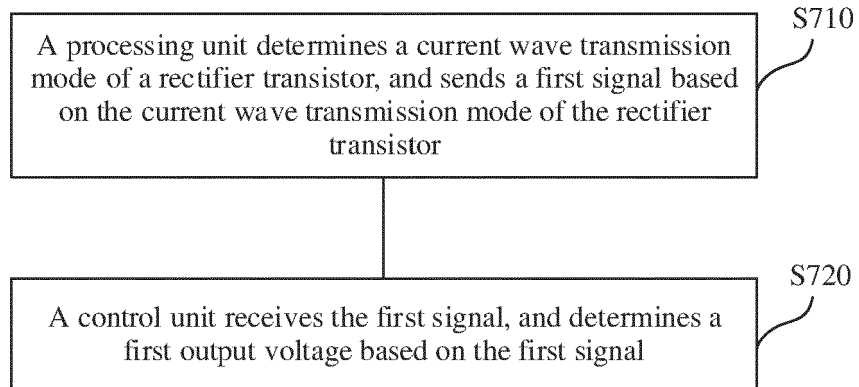 S710
A processing unit determines a current wave transmission
mode of a rectifier transistor, and sends a first signal based
on the current wave transmission mode of the rectifier
transistor
S720
A control unit receives the first signal, and determines a
first output voltage based on the first signal